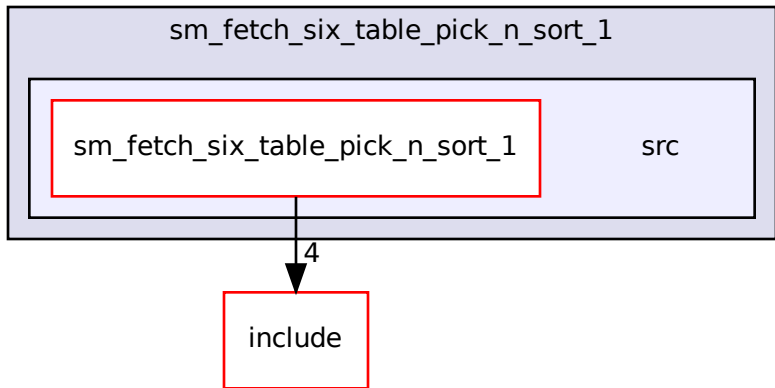 sm_fetch_six_table_pick_n_sort_1
sm_fetch_six_table_pick_n_sort_1 src
4
include